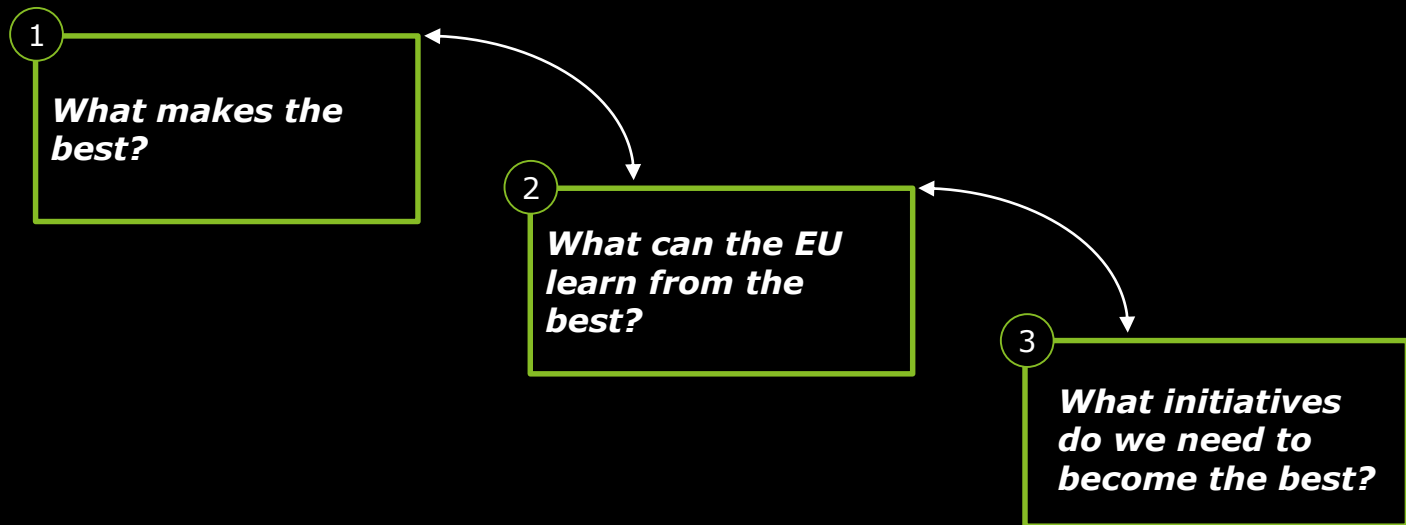 1
What makes the
best?
2
What can the EU
learn from the
best?
3
What initiatives
do we need to
become the best?